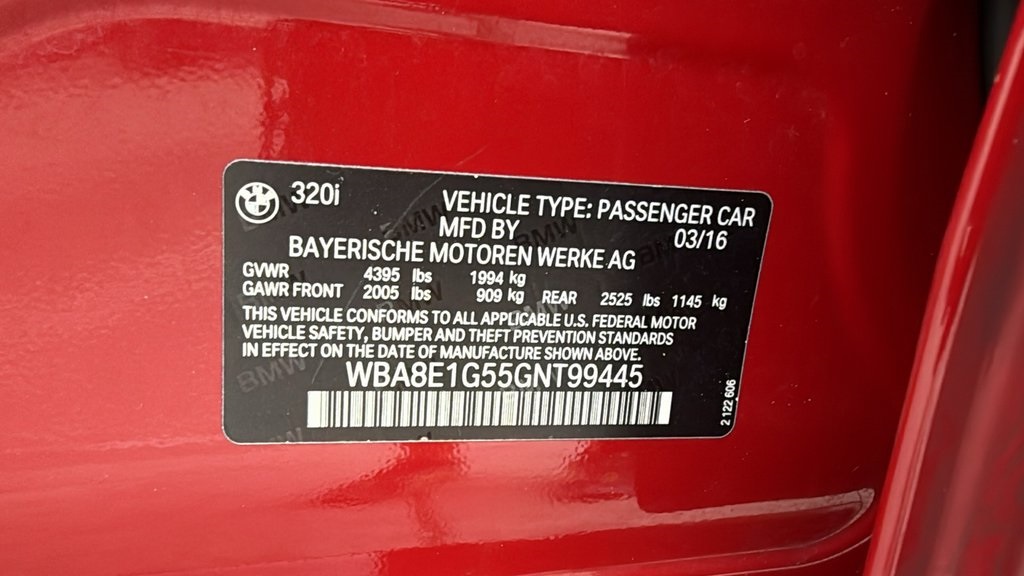 BMW 320i
VEHICLE TYPE: PASSENGER CAR
MFD BY 03/16
BAYERISCHE MOTOREN WERKE AG
GVWR 4395 lbs 1994 kg
GAWR FRONT 2005 lbs 909 kg REAR 2525 lbs 1145 kg
THIS VEHICLE CONFORMS TO ALL APPLICABLE U.S. FEDERAL MOTOR
VEHICLE SAFETY, BUMPER AND THEFT PREVENTION STANDARDS
IN EFFECT ON THE DATE OF MANUFACTURE SHOWN ABOVE.
WBA8E1G55GNT99445
2 122 606